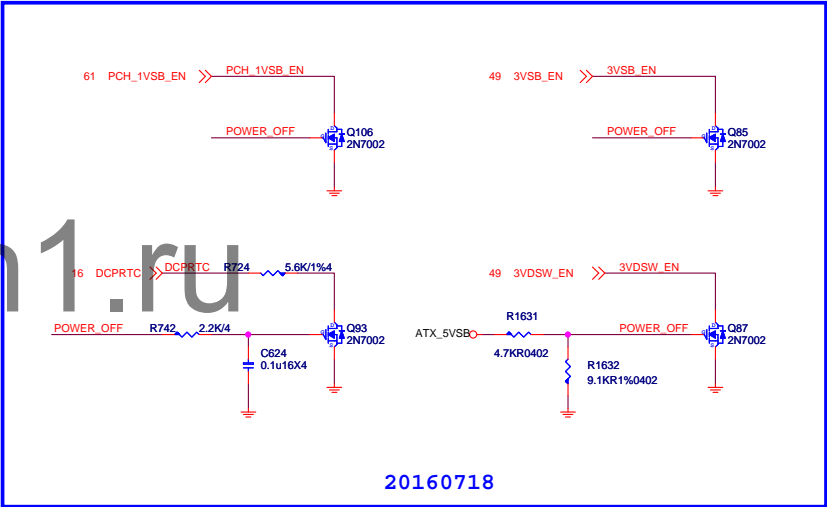 61 PCH_1VSB_EN PCH_1VSB_EN
POWER_OFF
Q106
2N7002
49 3VSB_EN 3VSB_EN
POWER_OFF
Q85
2N7002
n1.ru
16 DCPRTC DCPRTC R724 5.6K/1%4
POWER_OFF R742 2.2K/4
Q93
2N7002
C624
0.1u16X4
49 3VDSW_EN 3VDSW_EN
R1631
ATX_5VSB POWER_OFF
4.7KR0402
Q87
2N7002
R1632
9.1KR1%0402
20160718